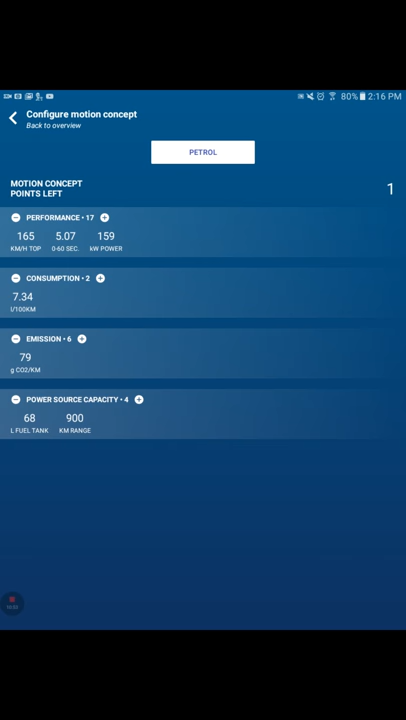 80% 2:16 PM
Configure motion concept
Back to overview
PETROL
MOTION CONCEPT
POINTS LEFT
1
PERFORMANCE • 17
165 5.07 159
KM/H TOP 0-60 SEC. kW POWER
CONSUMPTION • 2
7.34
l/100KM
EMISSION • 6
79
g CO2/KM
POWER SOURCE CAPACITY • 4
68 900
L FUEL TANK KM RANGE